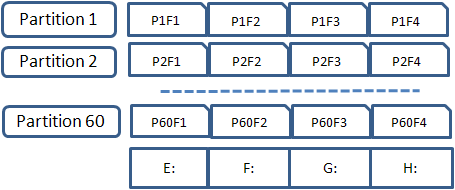 Partition 1 P1F1 P1F2 P1F3 P1F4
Partition 2 P2F1 P2F2 P2F3 P2F4
Partition 60 P60F1 P60F2 P60F3 P60F4
E: F: G: H: